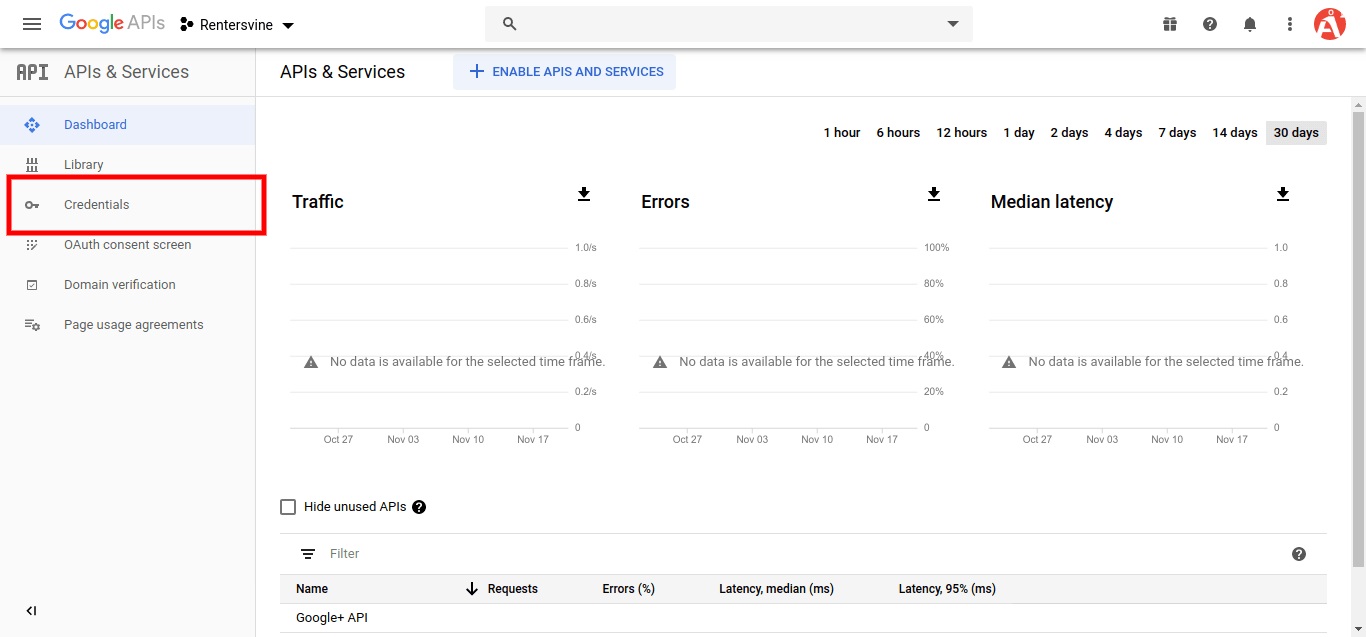 Google APIs
Rentersvine
API APIs & Services
APIs & Services
ENABLE APIS AND SERVICES
Dashboard
Library
Credentials
OAuth consent screen
Domain verification
Page usage agreements
1 hour 6 hours 12 hours 1 day 2 days 4 days 7 days 14 days 30 days
Traffic
1.0/s
0.8/s
0.6/s
0.4/s
No data is available for the selected time frame.
0.2/s
0
Oct 27 Nov 03 Nov 10 Nov 17
Errors
100%
80%
60%
40%
No data is available for the selected time frame.
20%
0
Oct 27 Nov 03 Nov 10 Nov 17
Median latency
1.0
0.8
0.6
0.4
No data is available for the selected time frame.
0.2
0
Oct 27 Nov 03 Nov 10 Nov 17
Hide unused APIs
Filter
Name Requests Errors (%) Latency, median (ms) Latency, 95% (ms)
Google+ API